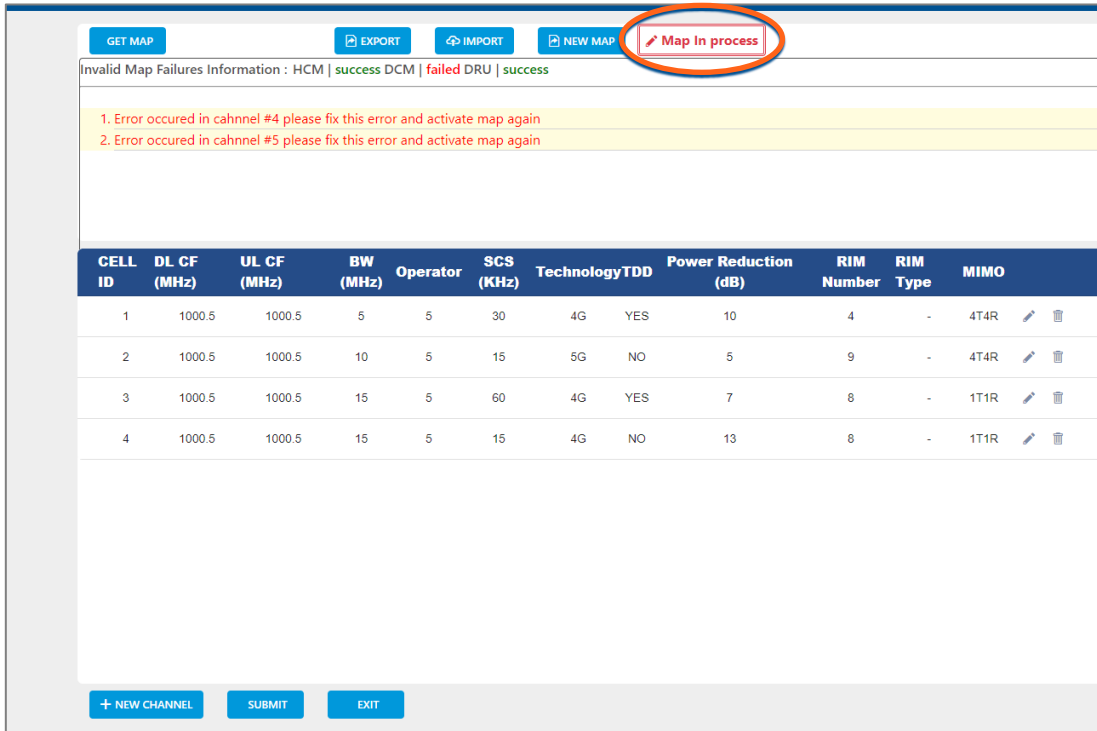 GET MAP EXPORT IMPORT NEW MAP Map In process
Invalid Map Failures Information : HCM | success DCM | failed DRU | success
1. Error occured in cahnnel #4 please fix this error and activate map again
2. Error occured in cahnnel #5 please fix this error and activate map again
CELL ID DL CF (MHz) UL CF (MHz) BW (MHz) Operator SCS (KHz) Technology TDD Power Reduction (dB) RIM Number RIM Type MIMO
1 1000.5 1000.5 5 5 30 4G YES 10 4 - 4T4R
2 1000.5 1000.5 10 5 15 5G NO 5 9 - 4T4R
3 1000.5 1000.5 15 5 60 4G YES 7 8 - 1T1R
4 1000.5 1000.5 15 5 15 4G NO 13 8 - 1T1R
+ NEW CHANNEL SUBMIT EXIT